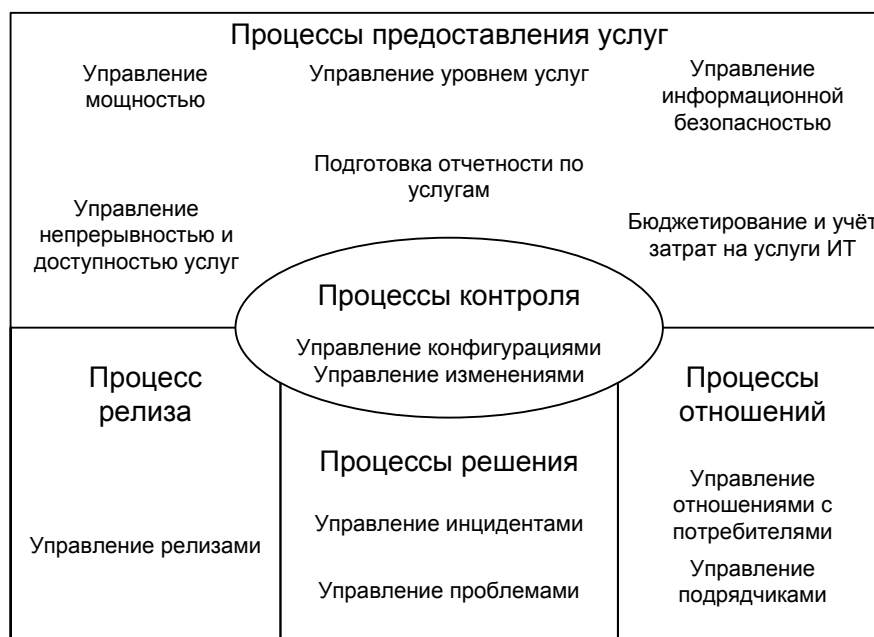 Процессы предоставления услуг
Управление
мощностью
Управление уровнем услуг
Управление
информационной
безопасностью
Подготовка отчетности по
услугам
Управление
непрерывностью и
доступностью услуг
Бюджетирование и учёт
затрат на услуги ИТ
Процессы контроля
Управление конфигурациями
Управление изменениями
Процесс
релиза
Управление релизами
Процессы решения
Управление инцидентами
Управление проблемами
Процессы
отношений
Управление
отношениями с
потребителями
Управление
подрядчиками